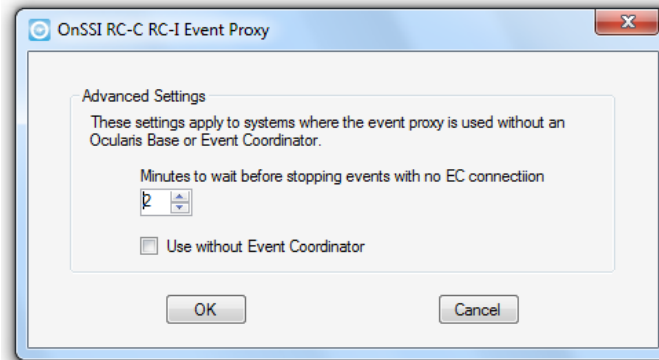 OnSSI RC-C RC-I Event Proxy
Advanced Settings
These settings apply to systems where the event proxy is used without an
Ocularis Base or Event Coordinator.
Minutes to wait before stopping events with no EC connectiion
2
Use without Event Coordinator
OK Cancel